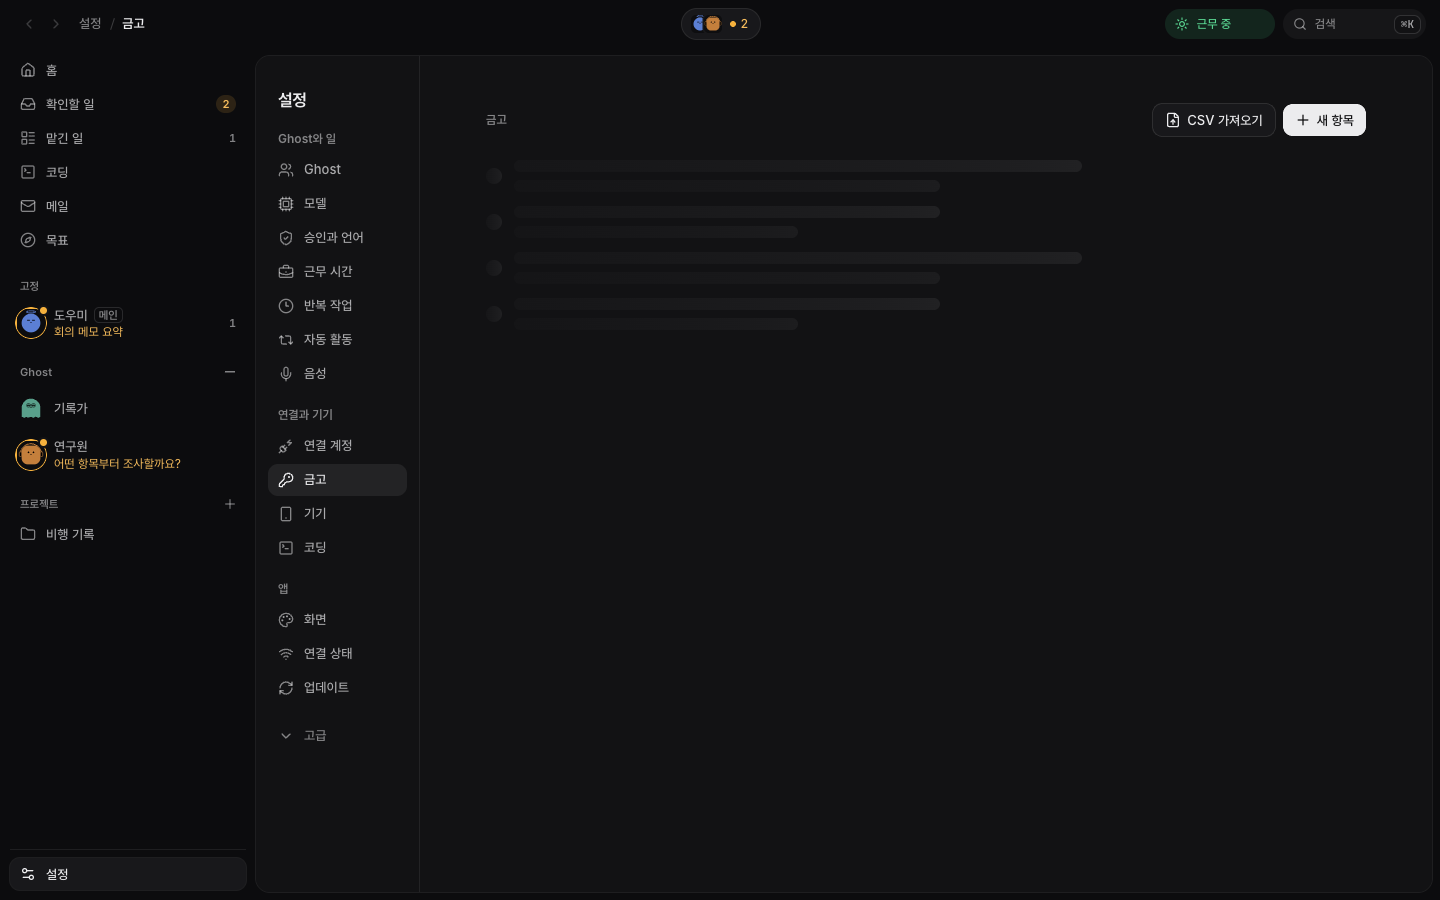 설정 / 금고
2
근무 중
검색
⌘K
홈
확인할 일
2
맡긴 일
1
코딩
메일
목표
고정
도우미 메인
회의 메모 요약
1
Ghost
기록가
연구원
어떤 항목부터 조사할까요?
프로젝트
비행 기록
설정
설정
Ghost와 일
Ghost
모델
승인과 언어
근무 시간
반복 작업
자동 활동
음성
연결과 기기
연결 계정
금고
기기
코딩
앱
화면
연결 상태
업데이트
고급
금고
CSV 가져오기
새 항목